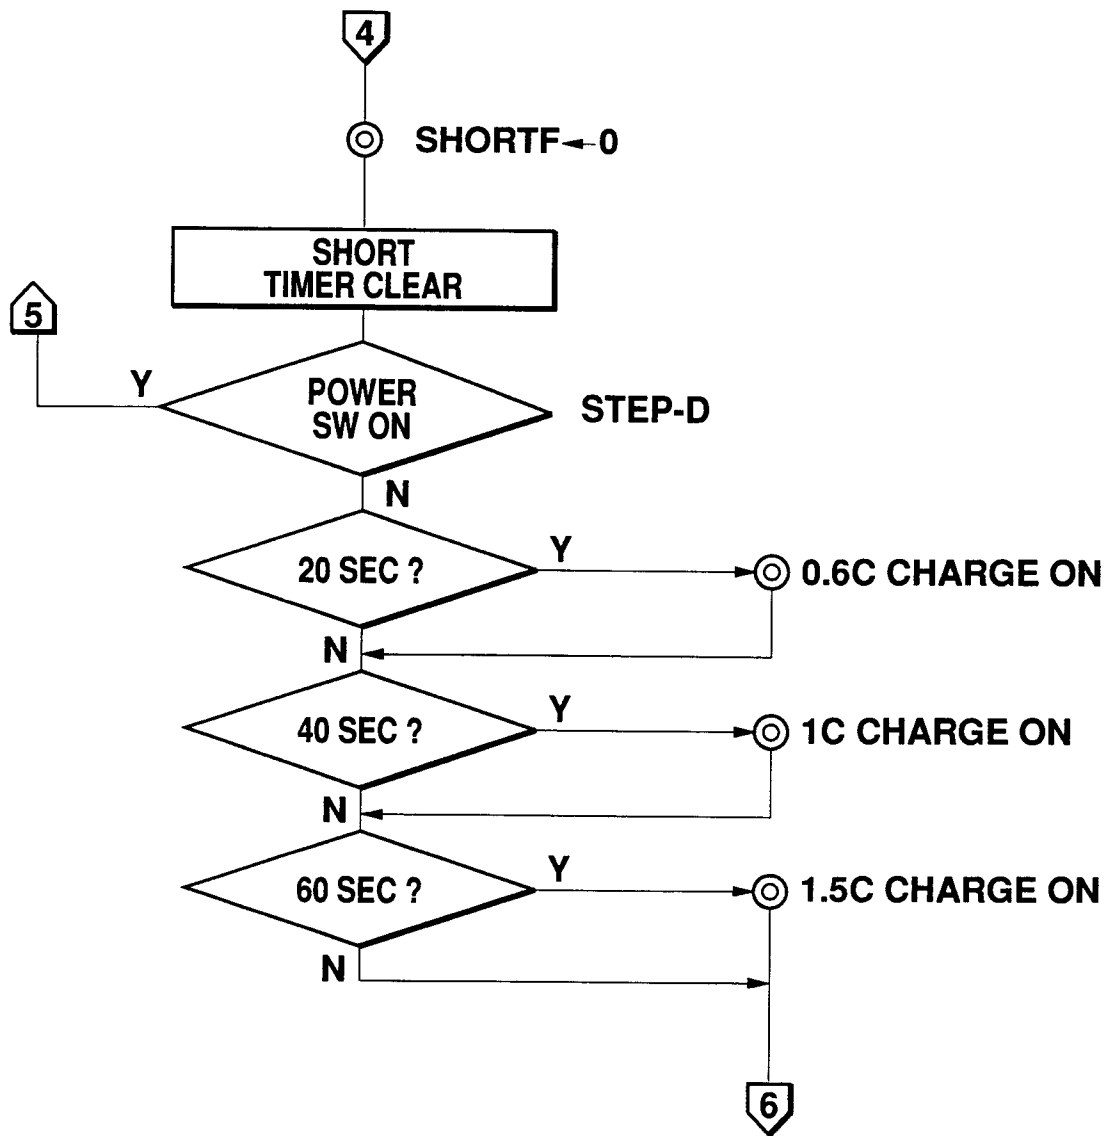 4
SHORTF←0
SHORT
TIMER CLEAR
5
Y
POWER
SW ON
STEP-D
N
20 SEC ?
Y
0.6C CHARGE ON
N
40 SEC ?
Y
1C CHARGE ON
N
60 SEC ?
Y
1.5C CHARGE ON
N
6